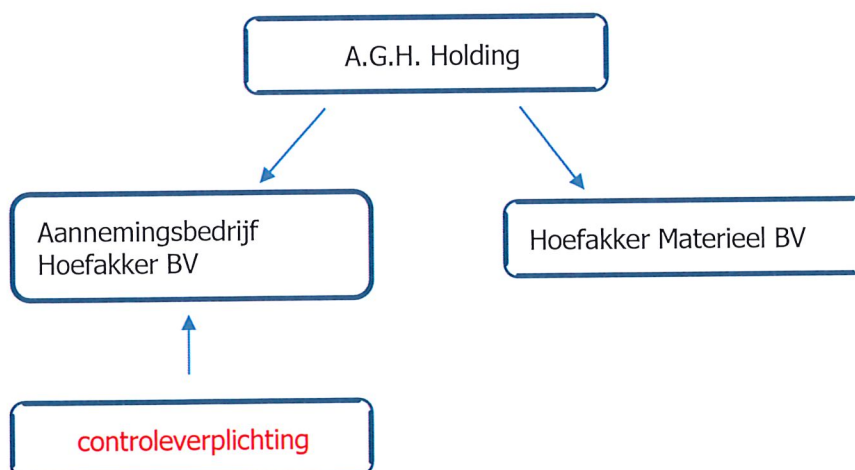 A.G.H. Holding
Aannemingsbedrijf
Hoefakker BV
Hoefakker Materieel BV
controleverplichting